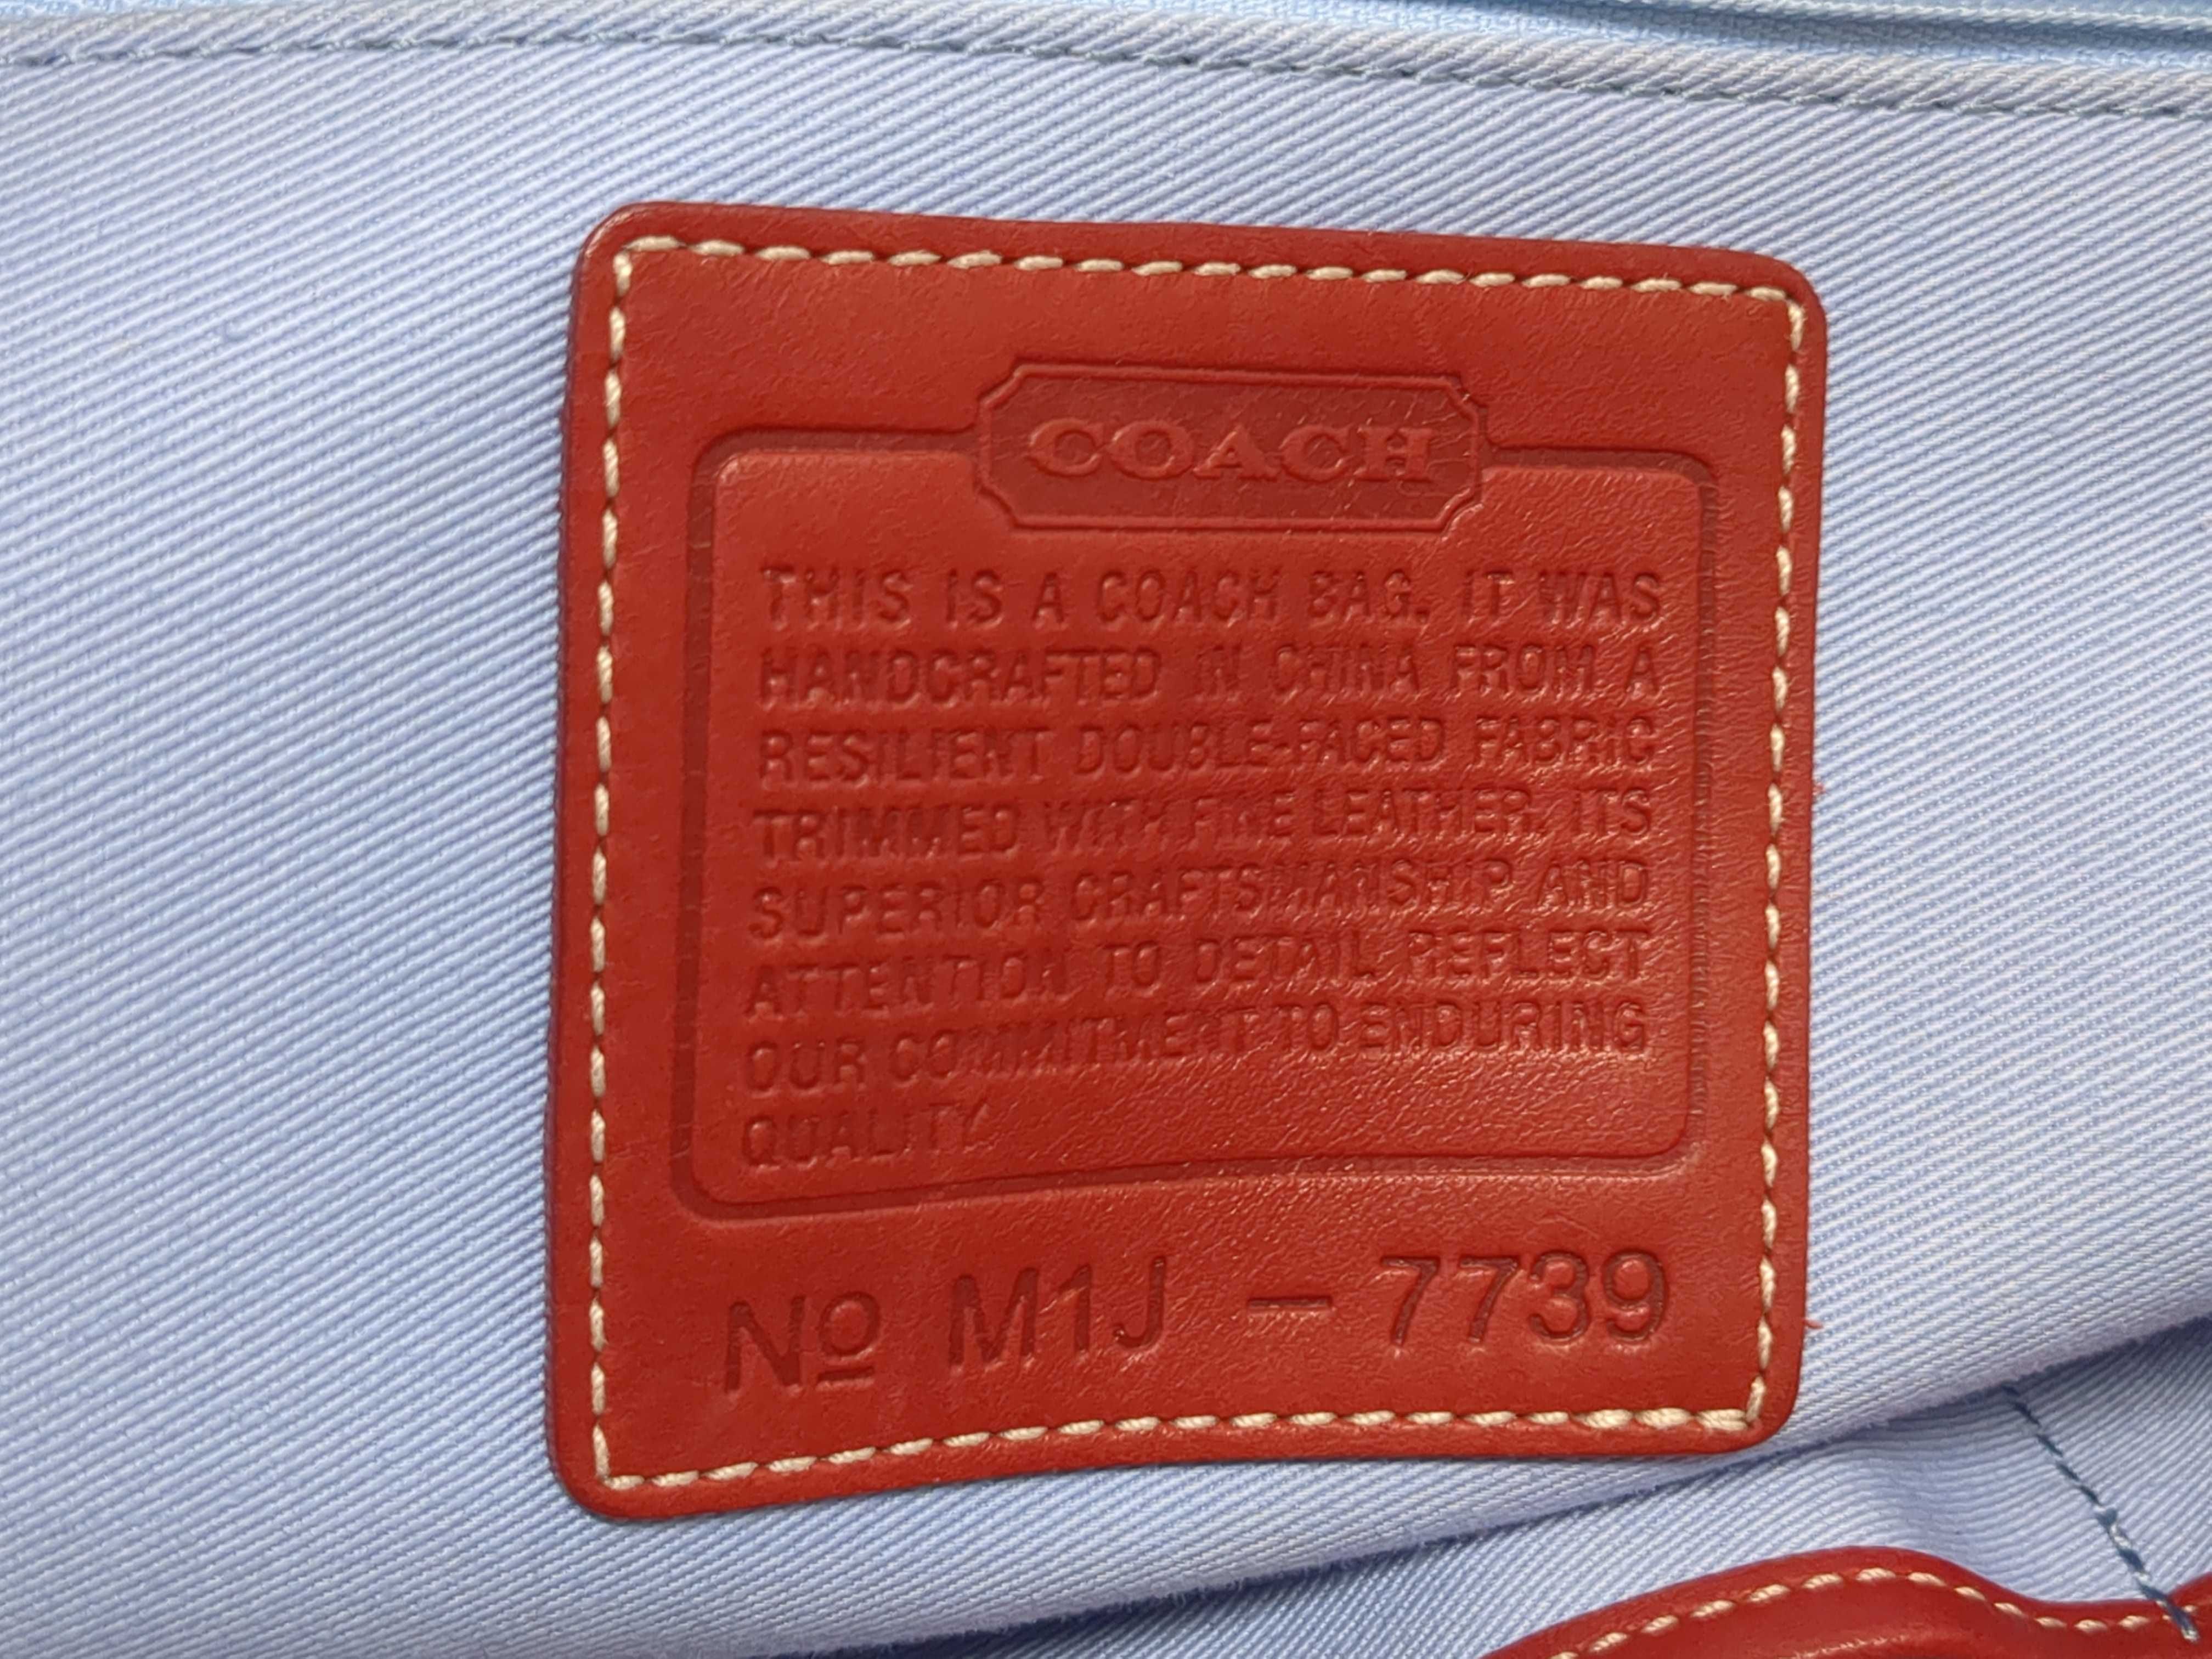 COACH
THIS IS A COACH BAG. IT WAS
HANDCRAFTED IN CHINA FROM A
RESILIENT DOUBLE-FACED FABRIC
TRIMMED WITH FINE LEATHER. ITS
SUPERIOR CRAFTSMANSHIP AND
ATTENTION TO DETAIL REFLECT
OUR COMMITMENT TO ENDURING
QUALITY
Nº M1J - 7739